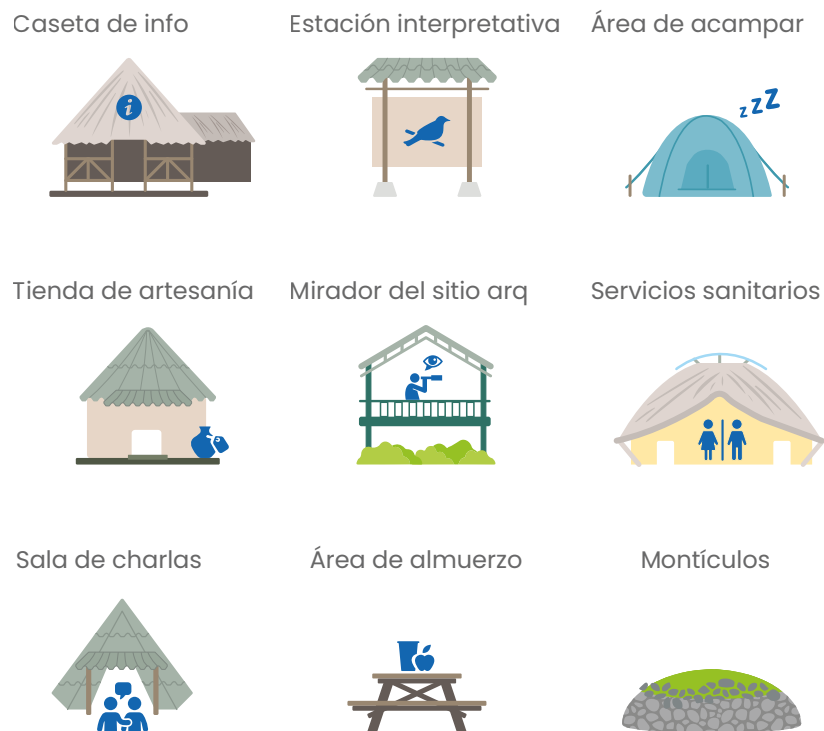 Caseta de info
Estación interpretativa
Área de acampar
i
z z z
Tienda de artesanía
Mirador del sitio arq
Servicios sanitarios
Sala de charlas
Área de almuerzo
Montículos